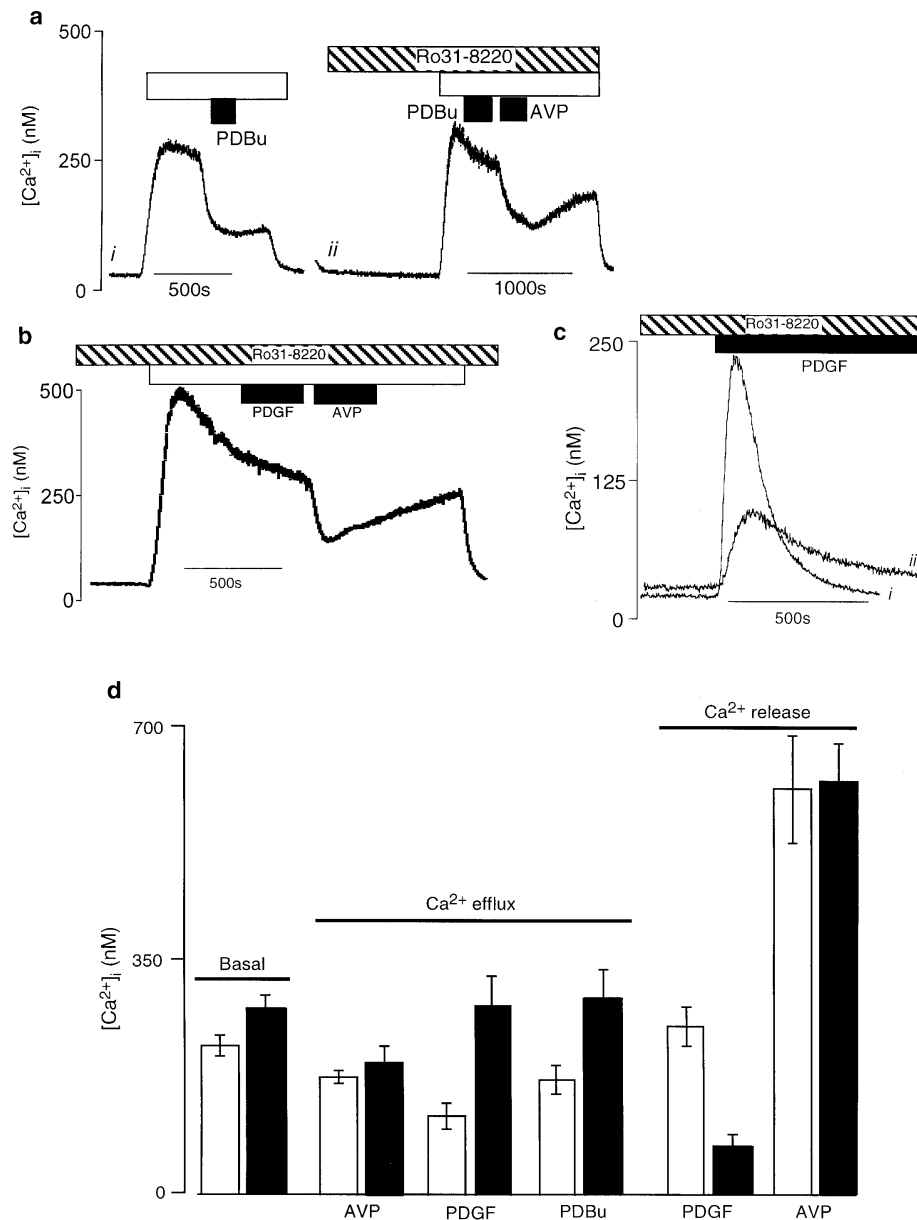 a
500
250
0
[Ca2+]i (nM)
PDBu
i
500s
Ro31-8220
PDBu
AVP
ii
1000s
b
Ro31-8220
PDGF
AVP
500
250
0
[Ca2+]i (nM)
500s
c
Ro31-8220
PDGF
250
125
0
[Ca2+]i (nM)
ii
i
500s
d
700
350
0
[Ca2+]i (nM)
Basal
Ca2+ efflux
Ca2+ release
AVP
PDGF
PDBu
PDGF
AVP